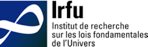 Irfu
Institut de recherche
sur les lois fondamentales
de l'Univers